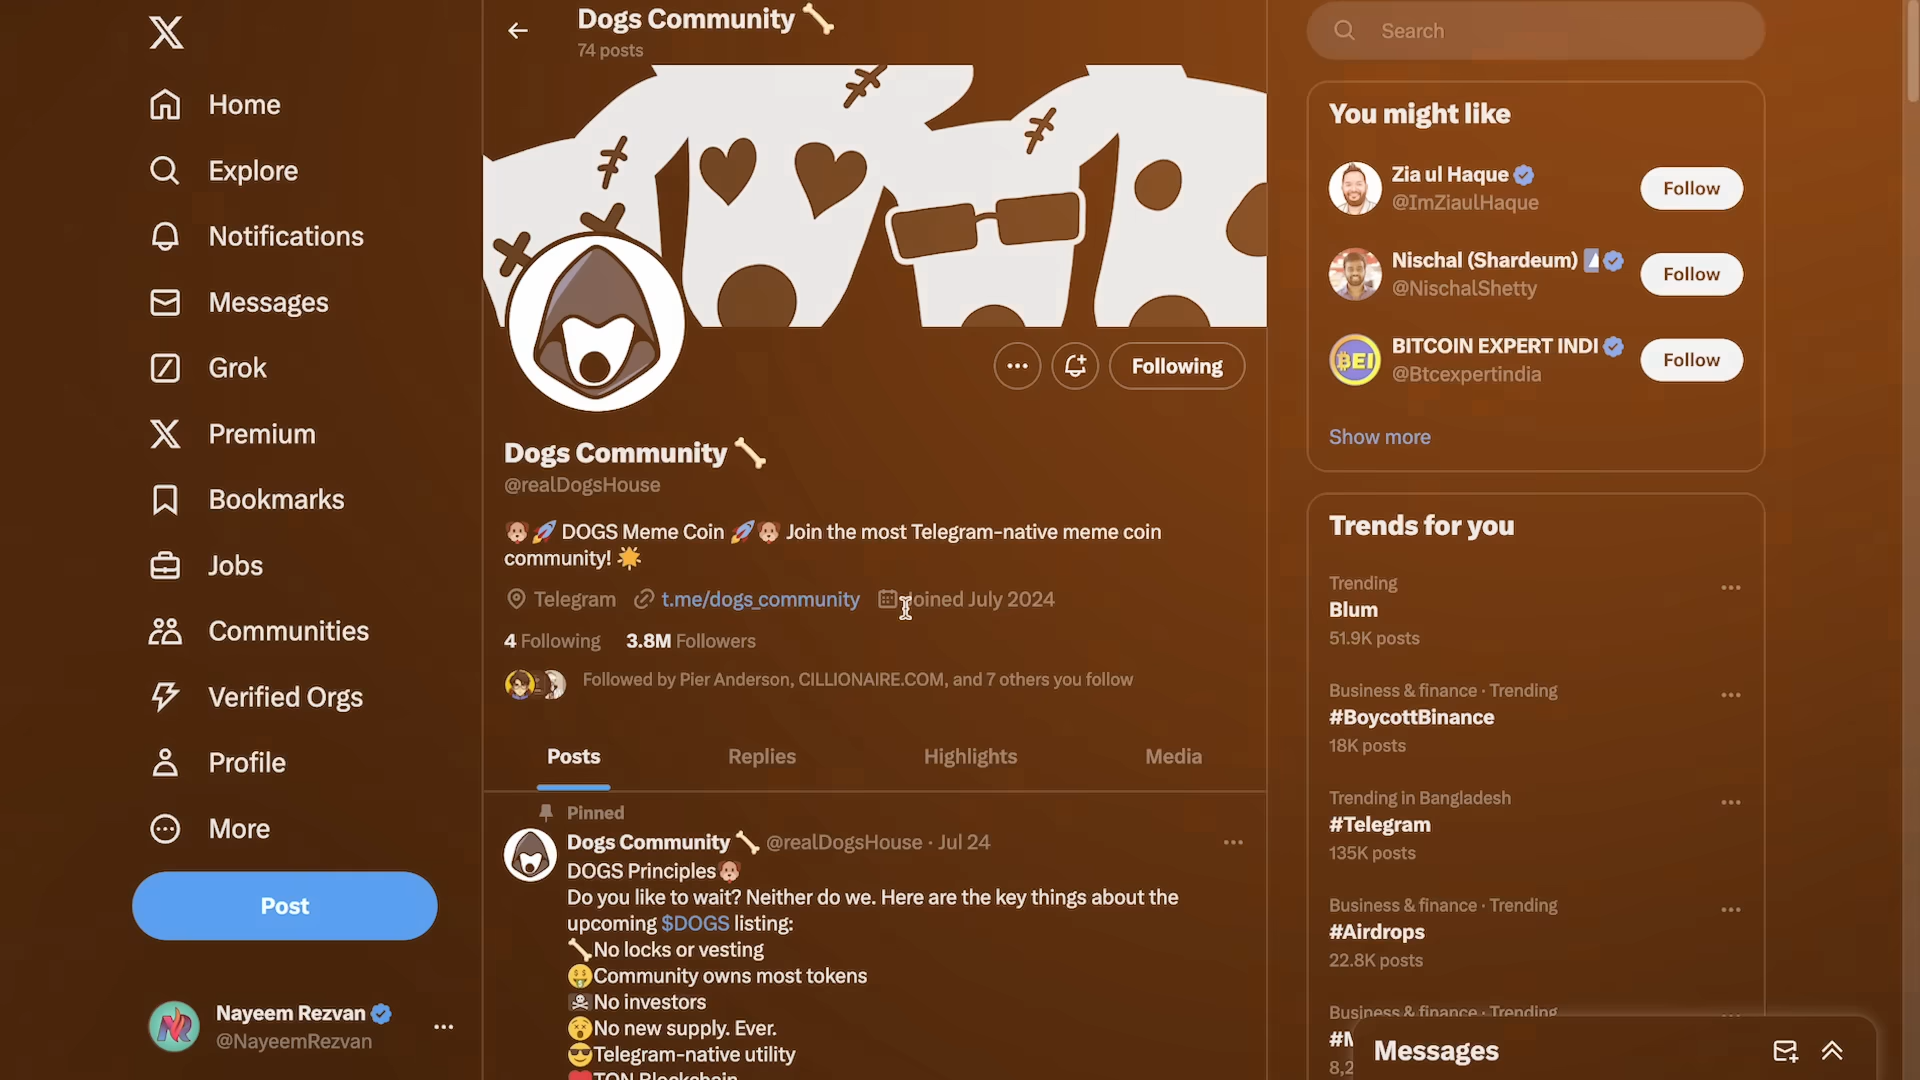 Home
Explore
Notifications
Messages
Grok
Premium
Bookmarks
Jobs
Communities
Verified Orgs
Profile
More
Post
Nayeem Rezvan
@NayeemRezvan
Dogs Community
74 posts
Following
Dogs Community
@realDogsHouse
🐶🚀 DOGS Meme Coin 🚀🐶 Join the most Telegram-native meme coin
community! 🌟
Telegram t.me/dogs_community Joined July 2024
4 Following 3.8M Followers
Followed by Pier Anderson, CILLIONAIRE.COM, and 7 others you follow
Posts Replies Highlights Media
Pinned
Dogs Community 🦴 @realDogsHouse · Jul 24
DOGS Principles🐶
Do you like to wait? Neither do we. Here are the key things about the
upcoming $DOGS listing:
🦴No locks or vesting
🤑Community owns most tokens
☠No investors
😲No new supply. Ever.
😎Telegram-native utility
TON Blockchain
Search
You might like
Zia ul Haque
@ImZiaulHaque
Follow
Nischal (Shardeum)
@NischalShetty
Follow
BEI
BITCOIN EXPERT INDI
@Btcexpertindia
Follow
Show more
Trends for you
Trending
Blum
51.9K posts
Business & finance · Trending
#BoycottBinance
18K posts
Trending in Bangladesh
#Telegram
135K posts
Business & finance · Trending
#Airdrops
22.8K posts
Business & finance · Trending
Messages